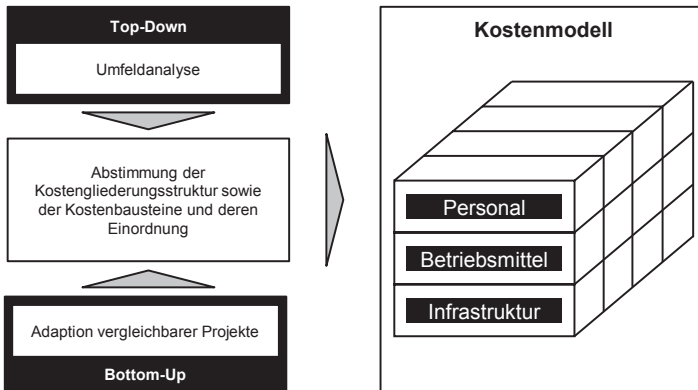 Top-Down
Umfeldanalyse
Abstimmung der
Kostengliederungsstruktur sowie
der Kostenbausteine und deren
Einordnung
Adaption vergleichbarer Projekte
Bottom-Up
Kostenmodell
Personal
Betriebsmittel
Infrastruktur